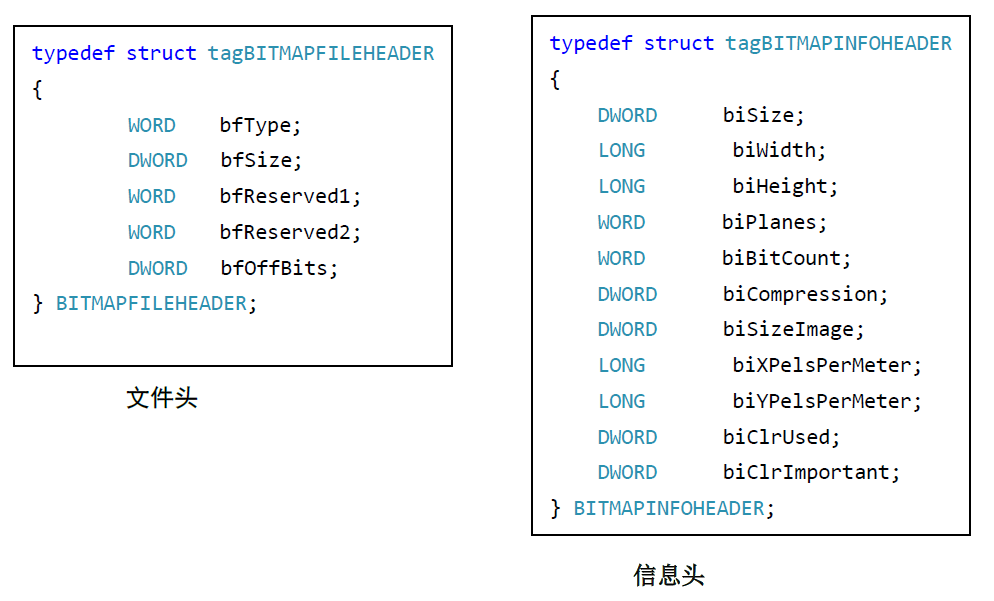 typedef struct tagBITMAPFILEHEADER
{
WORD bfType;
DWORD bfSize;
WORD bfReserved1;
WORD bfReserved2;
DWORD bfOffBits;
} BITMAPFILEHEADER;
文件头
typedef struct tagBITMAPINFOHEADER
{
DWORD biSize;
LONG biWidth;
LONG biHeight;
WORD biPlanes;
WORD biBitCount;
DWORD biCompression;
DWORD biSizeImage;
LONG biXPelsPerMeter;
LONG biYPelsPerMeter;
DWORD biClrUsed;
DWORD biClrImportant;
} BITMAPINFOHEADER;
信息头